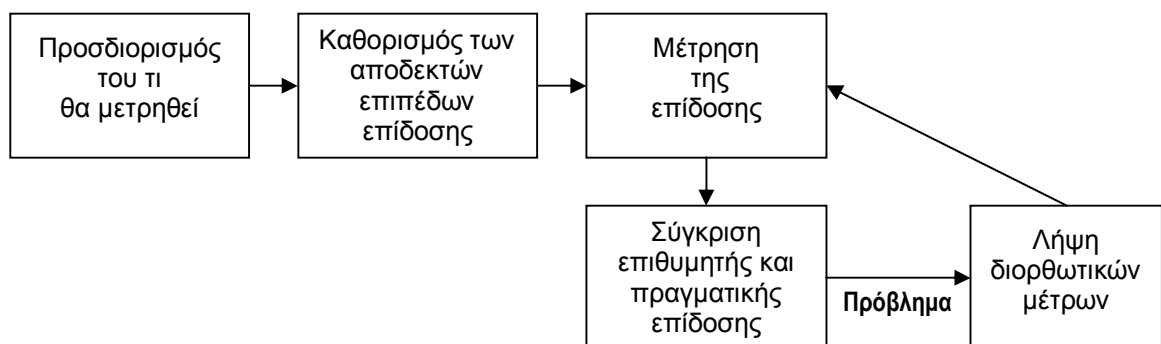 Προσδιορισμός
του τι
θα μετρηθεί
Καθορισμός των
αποδεκτών
επιπέδων
επίδοσης
Μέτρηση
της
επίδοσης
Σύγκριση
επιθυμητής και
πραγματικής
επίδοσης
Πρόβλημα
Λήψη
διορθωτικών
μέτρων